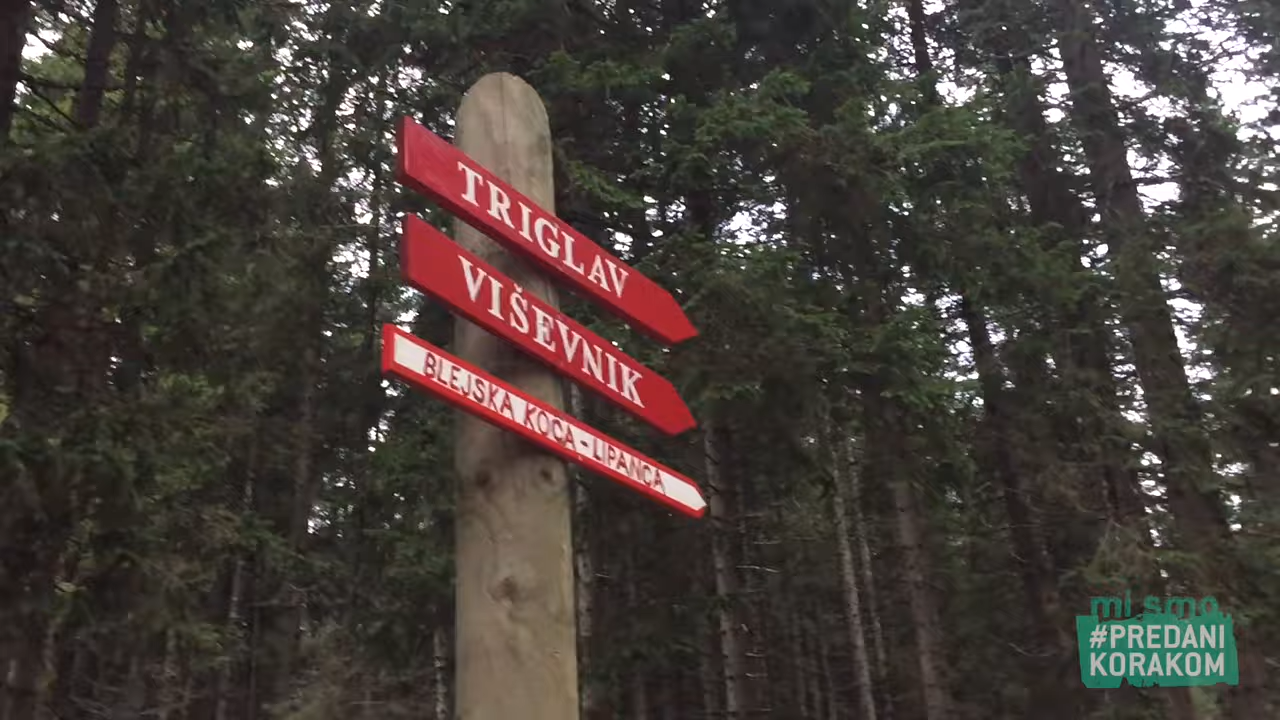 TRIGLAV
VIŠEVNIK
BLEJSKA KOČA-LIPANCA
mi smo
#PREDANI
KORAKOM